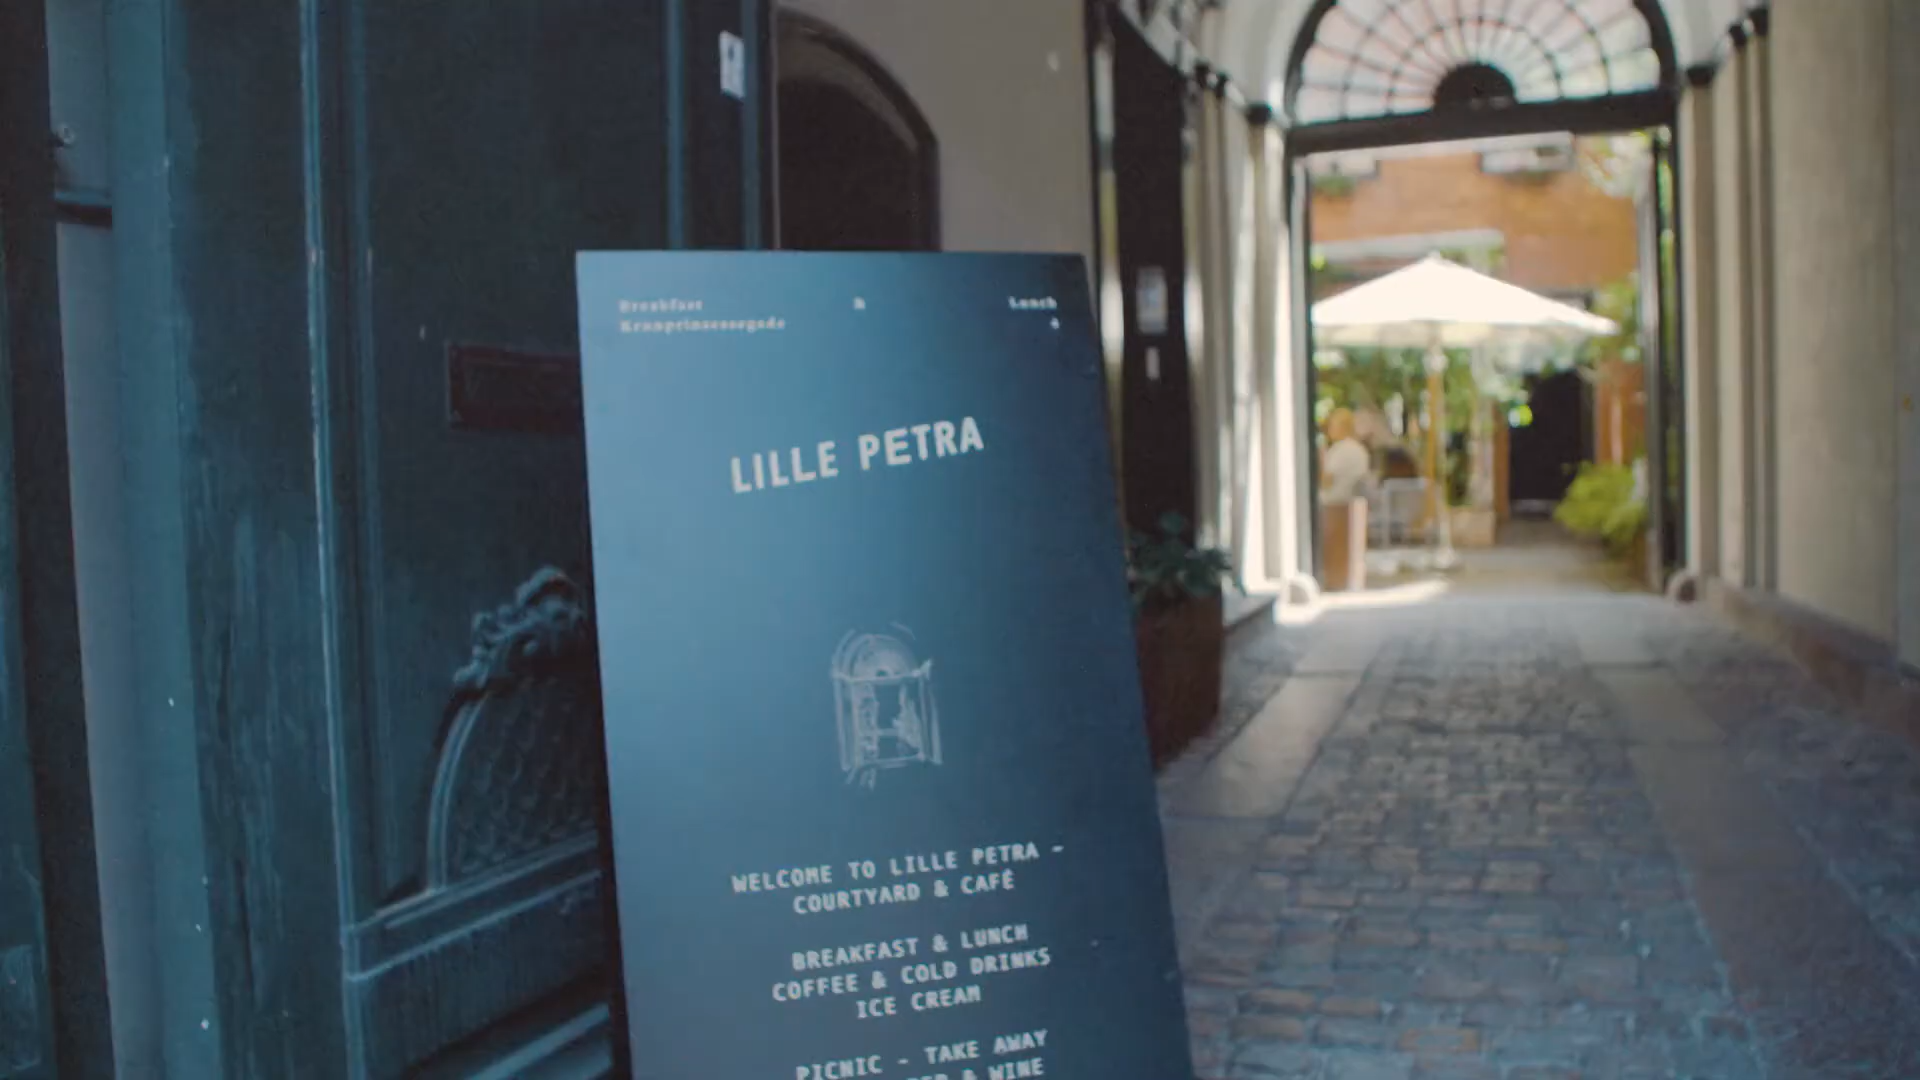 Breakfast & Lunch
Kronprinsessegade 4
LILLE PETRA
WELCOME TO LILLE PETRA -
COURTYARD & CAFÉ
BREAKFAST & LUNCH
COFFEE & COLD DRINKS
ICE CREAM
PICNIC - TAKE AWAY
& WINE